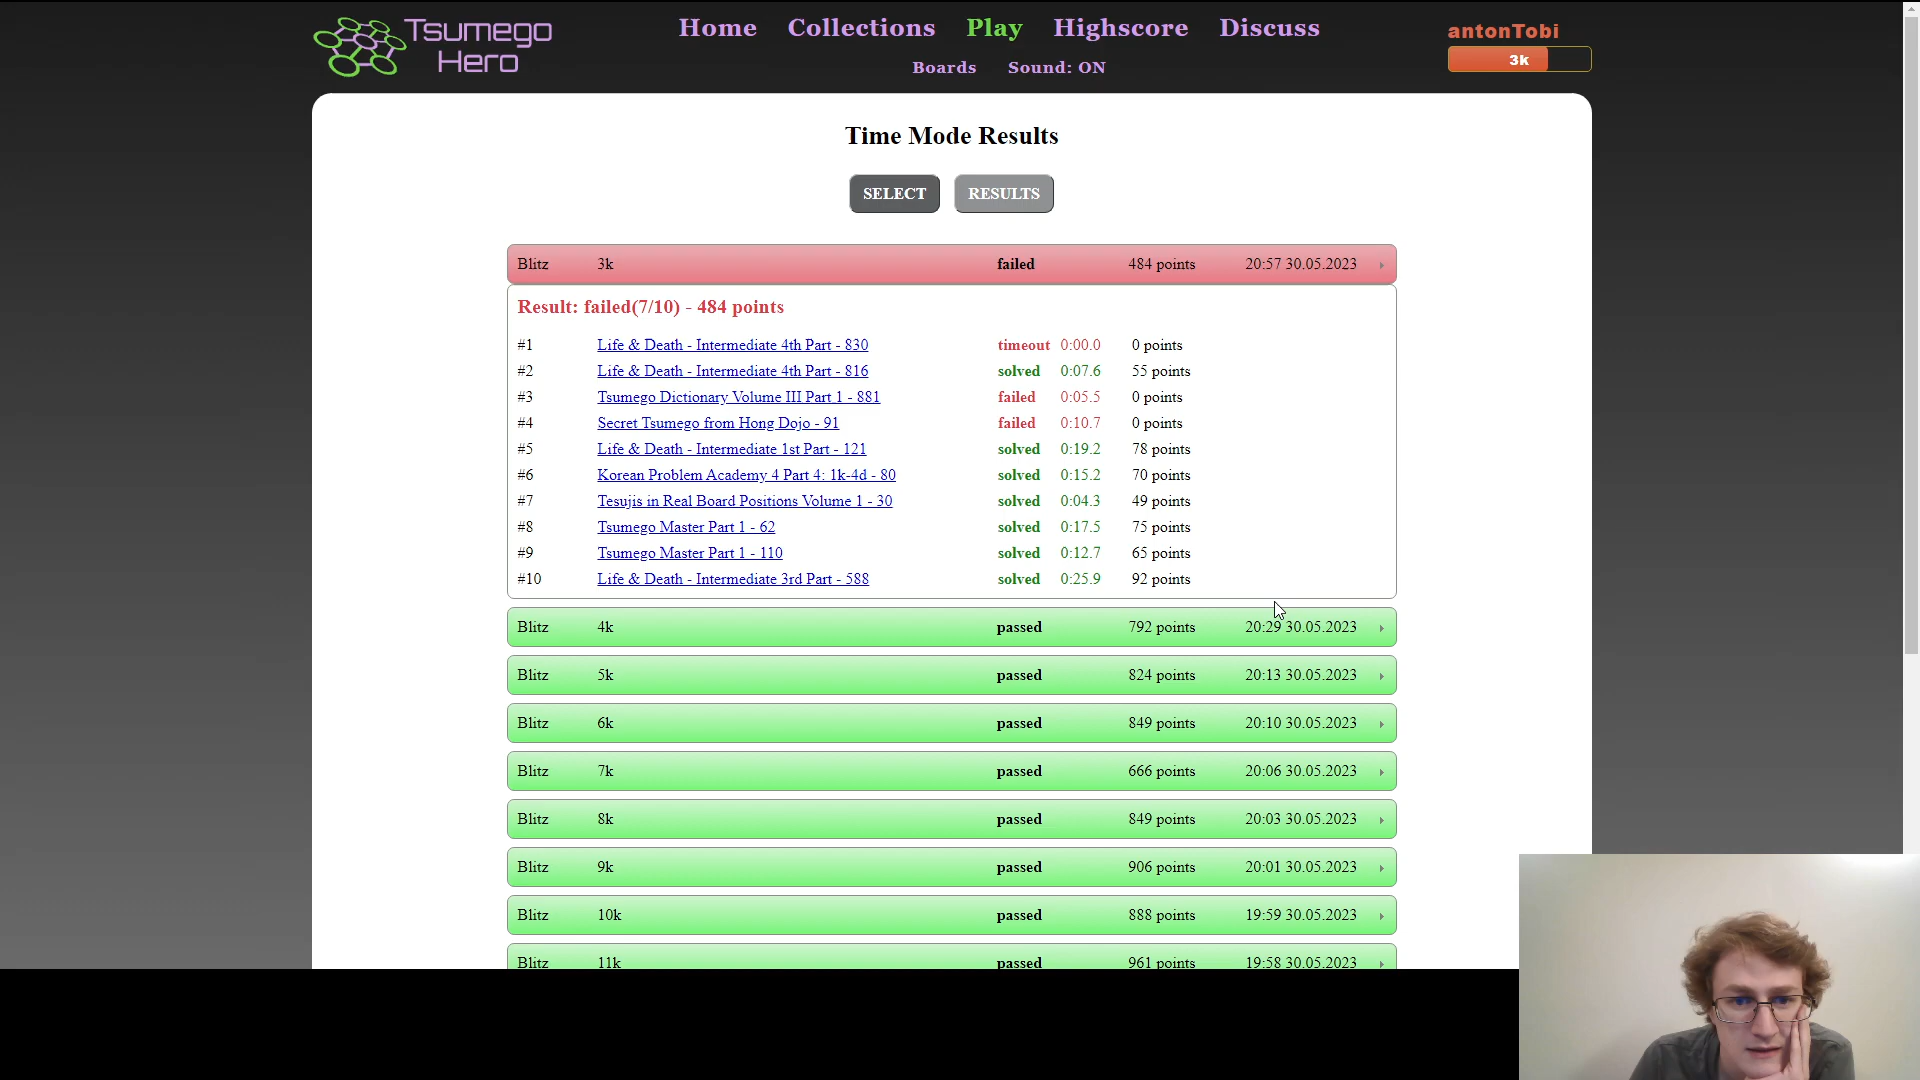 Tsumego
Hero
Home Collections Play Highscore Discuss
Boards Sound: ON
antonTobi
3k
Time Mode Results
SELECT RESULTS
Blitz 3k failed 484 points 20:57 30.05.2023
Result: failed(7/10) - 484 points
#1 Life & Death - Intermediate 4th Part - 830 timeout 0:00.0 0 points
#2 Life & Death - Intermediate 4th Part - 816 solved 0:07.6 55 points
#3 Tsumego Dictionary Volume III Part 1 - 881 failed 0:05.5 0 points
#4 Secret Tsumego from Hong Dojo - 91 failed 0:10.7 0 points
#5 Life & Death - Intermediate 1st Part - 121 solved 0:19.2 78 points
#6 Korean Problem Academy 4 Part 4: 1k-4d - 80 solved 0:15.2 70 points
#7 Tesujis in Real Board Positions Volume 1 - 30 solved 0:04.3 49 points
#8 Tsumego Master Part 1 - 62 solved 0:17.5 75 points
#9 Tsumego Master Part 1 - 110 solved 0:12.7 65 points
#10 Life & Death - Intermediate 3rd Part - 588 solved 0:25.9 92 points
Blitz 4k passed 792 points 20:29 30.05.2023
Blitz 5k passed 824 points 20:13 30.05.2023
Blitz 6k passed 849 points 20:10 30.05.2023
Blitz 7k passed 666 points 20:06 30.05.2023
Blitz 8k passed 849 points 20:03 30.05.2023
Blitz 9k passed 906 points 20:01 30.05.2023
Blitz 10k passed 888 points 19:59 30.05.2023
Blitz 11k passed 961 points 19:58 30.05.2023